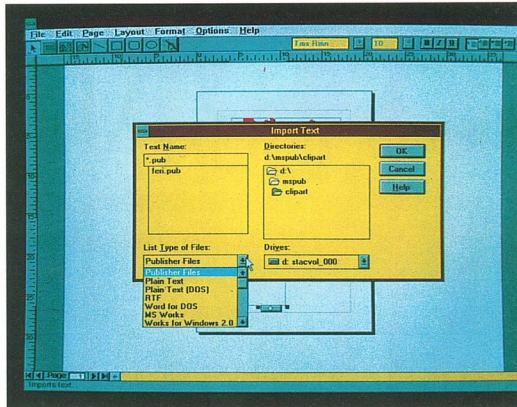 File Edit Page Layout Format Options Help
Tms Rmn 10 B I U
Import Text
Text Name:
*.pub
feri.pub
Directories:
d:\mspub\clipart
d:\
mspub
clipart
OK
Cancel
Help
List Type of Files:
Publisher Files
Publisher Files
Plain Text
Plain Text (DOS)
RTF
Word for DOS
MS Works
Works for Windows 2.0
Drives:
d: stacvol_000
Page 1
Imports text.